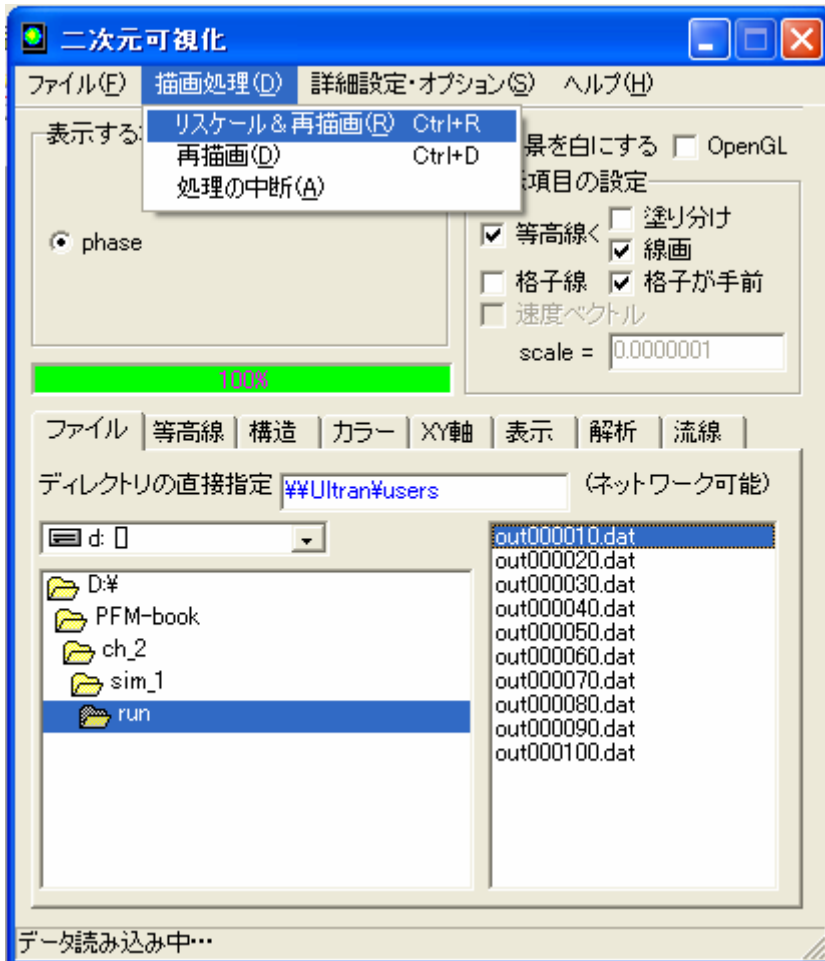 二次元可視化
ファイル(F) 描画処理(D) 詳細設定・オプション(S) ヘルプ(H)
リスケール＆再描画(R) Ctrl+R
再描画(D) Ctrl+D
処理の中断(A)
表示する
景を白にする OpenGL
項目の設定
phase
等高線く 塗り分け
線画
格子線 格子が手前
速度ベクトル
scale = 0.0000001
100%
ファイル 等高線 構造 カラー XY軸 表示 解析 流線
ディレクトリの直接指定 ¥¥Ultran¥users (ネットワーク可能)
d: []
D:¥
PFM-book
ch_2
sim_1
run
out000010.dat
out000020.dat
out000030.dat
out000040.dat
out000050.dat
out000060.dat
out000070.dat
out000080.dat
out000090.dat
out000100.dat
データ読み込み中・・・